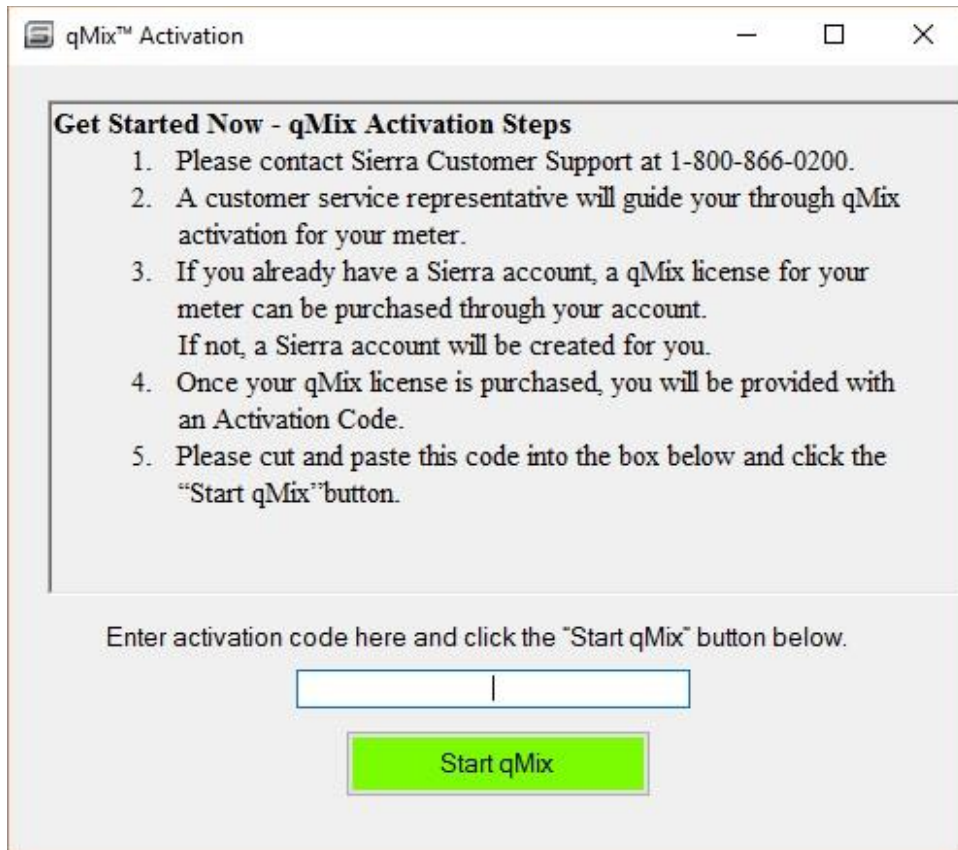 qMix™ Activation
Get Started Now - qMix Activation Steps
1. Please contact Sierra Customer Support at 1-800-866-0200.
2. A customer service representative will guide your through qMix
activation for your meter.
3. If you already have a Sierra account, a qMix license for your
meter can be purchased through your account.
If not, a Sierra account will be created for you.
4. Once your qMix license is purchased, you will be provided with
an Activation Code.
5. Please cut and paste this code into the box below and click the
“Start qMix”button.
Enter activation code here and click the "Start qMix" button below.
Start qMix